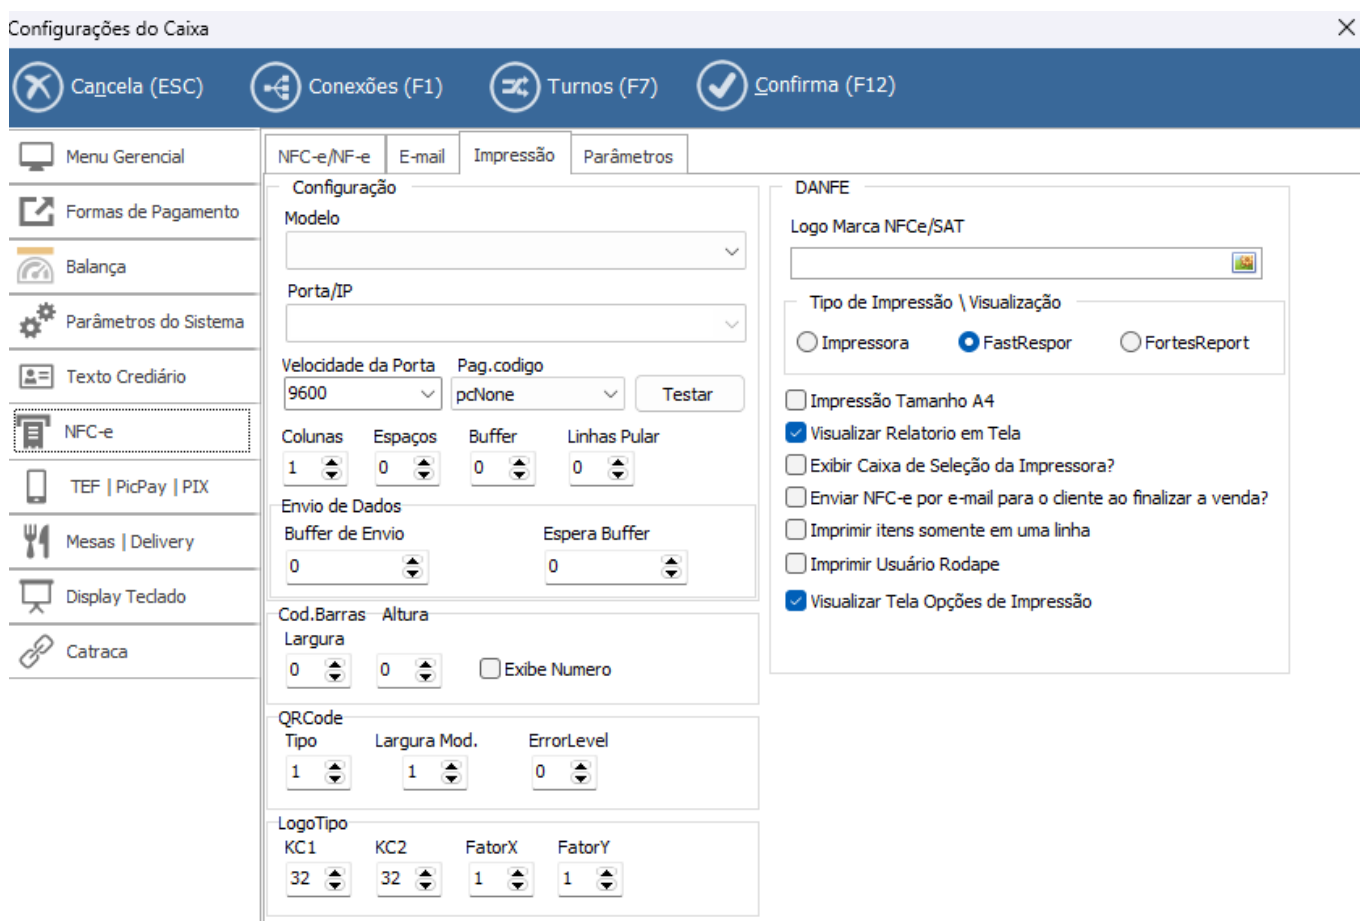 Configurações do Caixa
Cancela (ESC)
Conexões (F1)
Turnos (F7)
Confirma (F12)
Menu Gerencial
Formas de Pagamento
Balança
Parâmetros do Sistema
Texto Crediário
NFC-e
TEF | PicPay | PIX
Mesas | Delivery
Display Teclado
Catraca
NFC-e/NF-e
E-mail
Impressão
Parâmetros
Configuração
Modelo
Porta/IP
Velocidade da Porta Pag.codigo
9600 pcNone Testar
Colunas Espaços Buffer Linhas Pular
1 0 0 0
Envio de Dados
Buffer de Envio Espera Buffer
0 0
Cod.Barras Altura
Largura
0 0 Exibe Numero
QRCode
Tipo Largura Mod. ErrorLevel
1 1 0
LogoTipo
KC1 KC2 FatorX FatorY
32 32 1 1
DANFE
Logo Marca NFCe/SAT
Tipo de Impressão \ Visualização
Impressora FastRespor FortesReport
Impressão Tamanho A4
Visualizar Relatorio em Tela
Exibir Caixa de Seleção da Impressora?
Enviar NFC-e por e-mail para o cliente ao finalizar a venda?
Imprimir itens somente em uma linha
Imprimir Usuário Rodape
Visualizar Tela Opções de Impressão